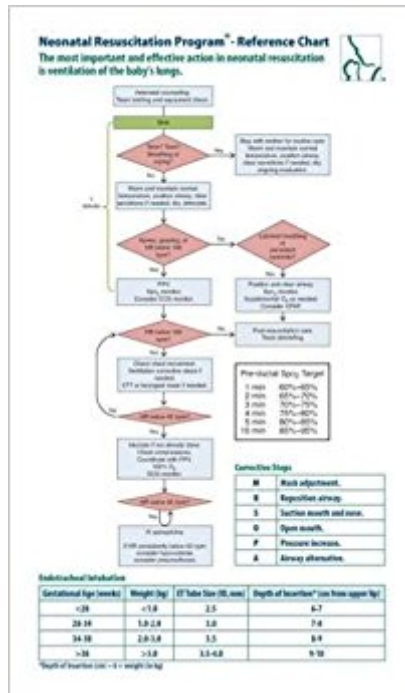 Neonatal Resuscitation Program® - Reference Chart
The most important and effective action in neonatal resuscitation
is ventilation of the baby's lungs.
Antenatal counseling
Team briefing and equipment check
Birth
Term? Tone?
Breathing or
crying?
Yes
Stay with mother for routine care:
Warm and maintain normal
temperature, position airway,
clear secretions if needed, dry,
ongoing evaluation
No
1
minute
Warm and maintain normal
temperature, position airway, clear
secretions if needed, dry, stimulate
Apnea, gasping, or
HR below 100
bpm?
No
Labored breathing
or
persistent
cyanosis?
Yes
Yes
PPV
SpO₂ monitor
Consider ECG monitor
Position and clear airway
SpO₂ monitor
Supplemental O₂ as needed
Consider CPAP
HR below 100
bpm?
No
Post-resuscitation care
Team debriefing
Yes
Check chest movement
Ventilation corrective steps if
needed
ETT or laryngeal mask if needed
No
HR below 60 bpm?
Yes
Intubate if not already done
Chest compressions
Coordinate with PPV
100% O₂
ECG monitor
HR below 60 bpm?
Yes
IV epinephrine
If HR persistently below 60 bpm
consider hypovolemia
consider pneumothorax
Pre-ductal SpO₂ Target
1 min 60%-65%
2 min 65%-70%
3 min 70%-75%
4 min 75%-80%
5 min 80%-85%
10 min 85%-95%
Corrective Steps
M Mask adjustment.
R Reposition airway.
S Suction mouth and nose.
O Open mouth.
P Pressure increase.
A Airway alternative.
Endotracheal Intubation
Gestational Age (weeks) Weight (kg) ET Tube Size (ID, mm) Depth of Insertion* (cm from upper lip)
<28 <1.0 2.5 6-7
28-34 1.0-2.0 3.0 7-8
34-38 2.0-3.0 3.5 8-9
>38 >3.0 3.5-4.0 9-10
*Depth of Insertion (cm) = 6 + weight (in kg)